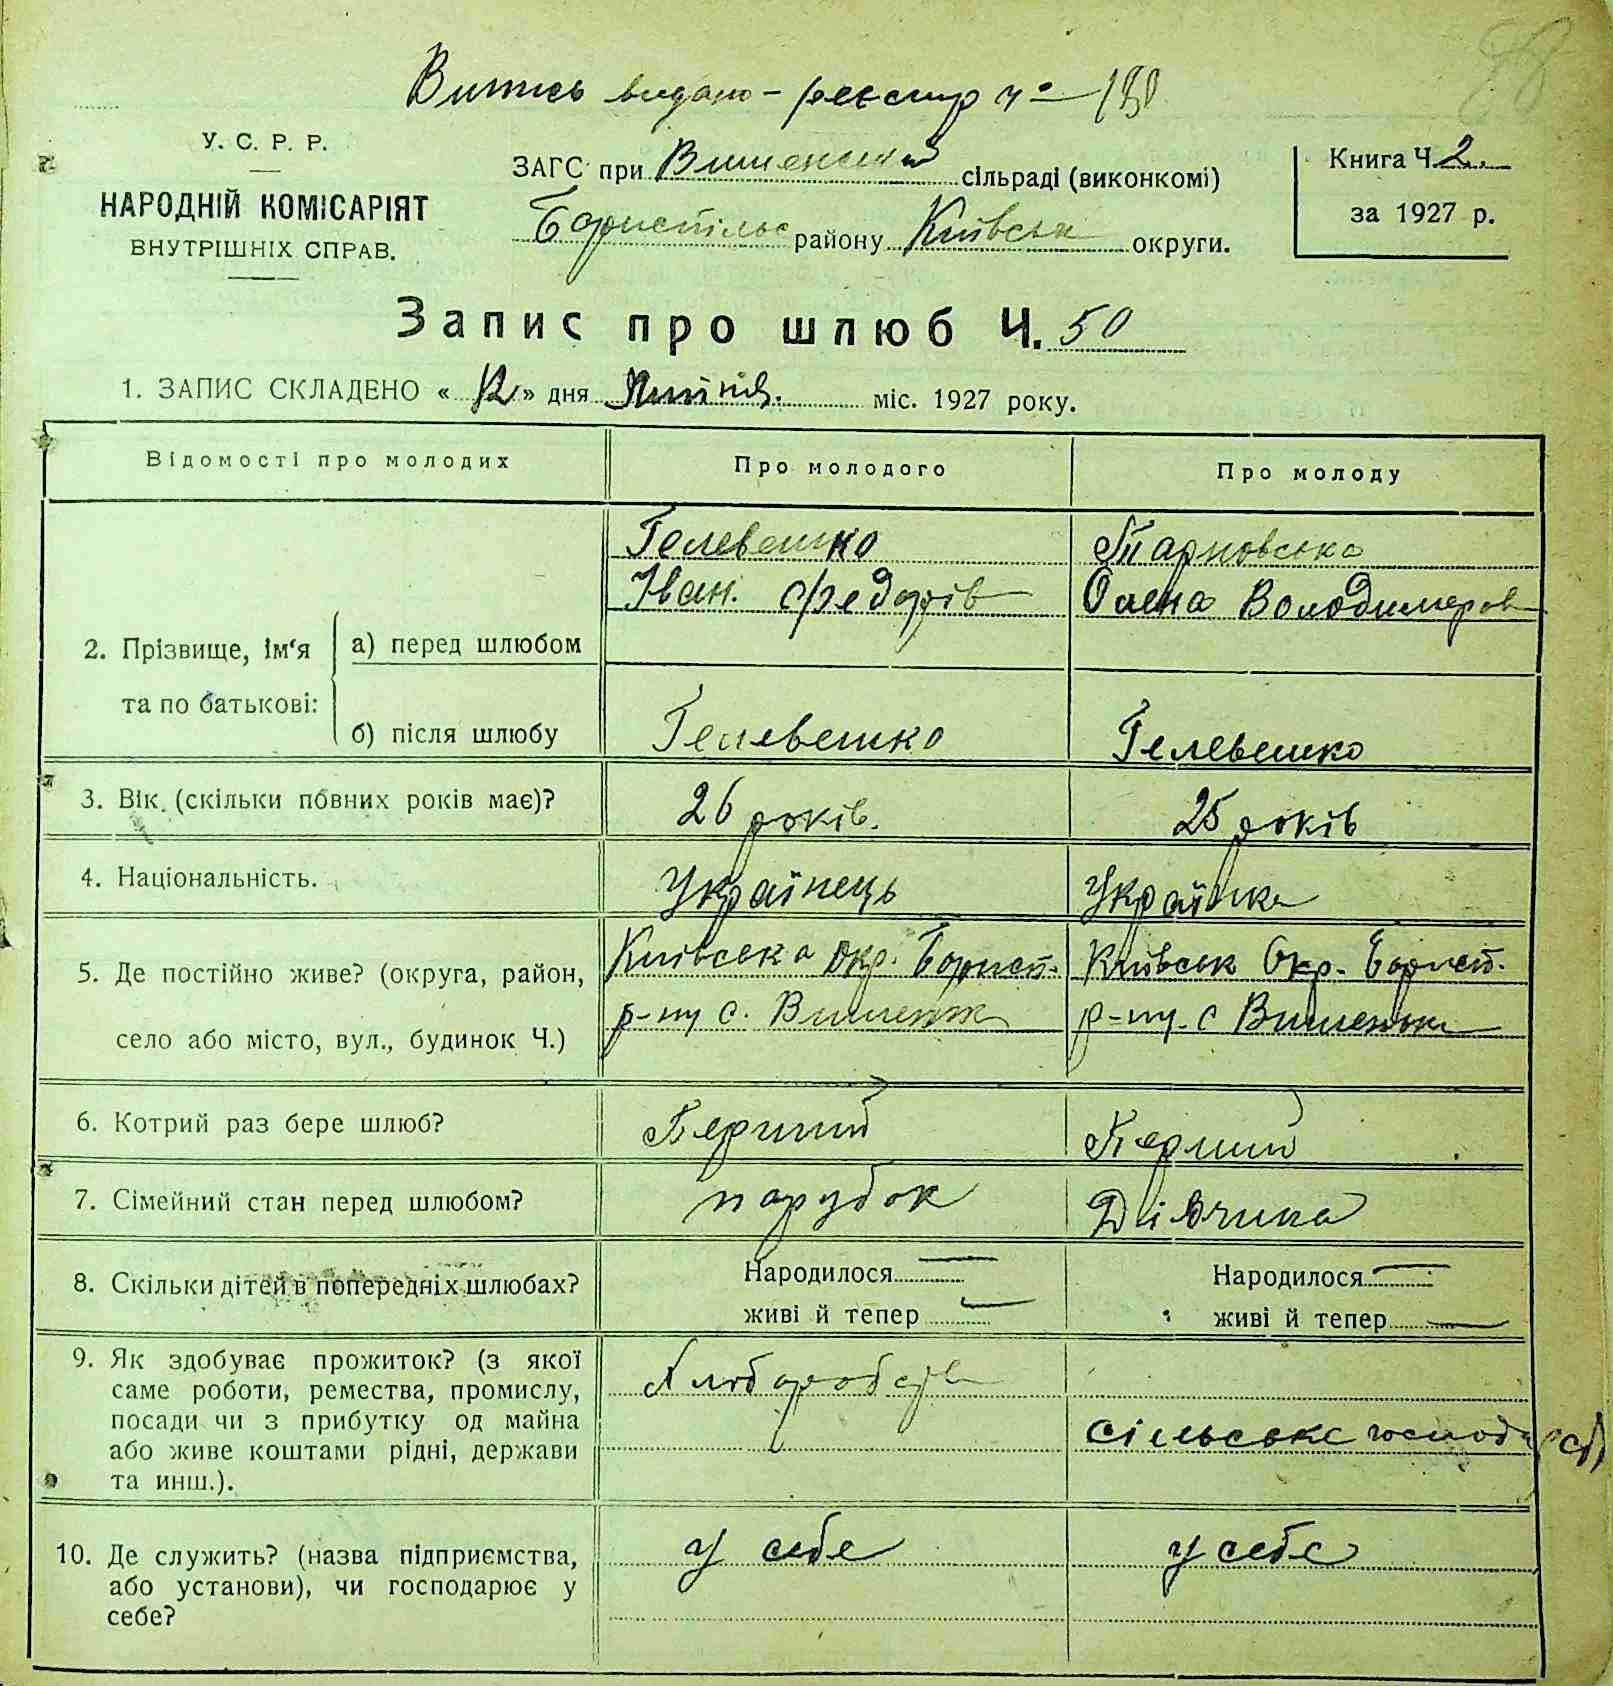 Випись видано – реєстр ч° 130
У. С. Р. Р.
НАРОДНІЙ КОМІСАРІЯТ
ВНУТРІШНІХ СПРАВ.
ЗАГС при Вишенській сільраді (виконкомі)
Бориспільс району Київськ округи.
Книга Ч. 2.
за 1927 р.
Запис про шлюб Ч. 50
1. ЗАПИС СКЛАДЕНО « 12 » дня міс. 1927 року.
Відомості про молодих
Про молодого
Про молоду
2. Прізвище, ім‘я та по батькові:
а) перед шлюбом
Гелевешко
Іван. Федорів
Тарновська
Олена Володимеров
б) після шлюбу
Гелевешко
Гелевешко
3. Вік. (скільки повних років має)?
26 років.
25 років
4. Національність.
Українець
Українка
5. Де постійно живе? (округа, район,
село або місто, вул., будинок Ч.)
Київська окр. Борисп.
р-ну с. Вишеньк
Київськ Окр. Борисп.
р-ну. с Вишеньки
6. Котрий раз бере шлюб?
Перший
Перший
7. Сімейний стан перед шлюбом?
парубок
Дівчина
8. Скільки дітей в попередніх шлюбах?
Народилося —
живі й тепер —
Народилося —
живі й тепер —
9. Як здобуває прожиток? (з якої
саме роботи, ремества, промислу,
посади чи з прибутку од майна
або живе коштами рідні, держави
та инш.).
Хлібороб
сільське господарств
10. Де служить? (назва підприємства,
або установи), чи господарює у
себе?
у себе
у себе